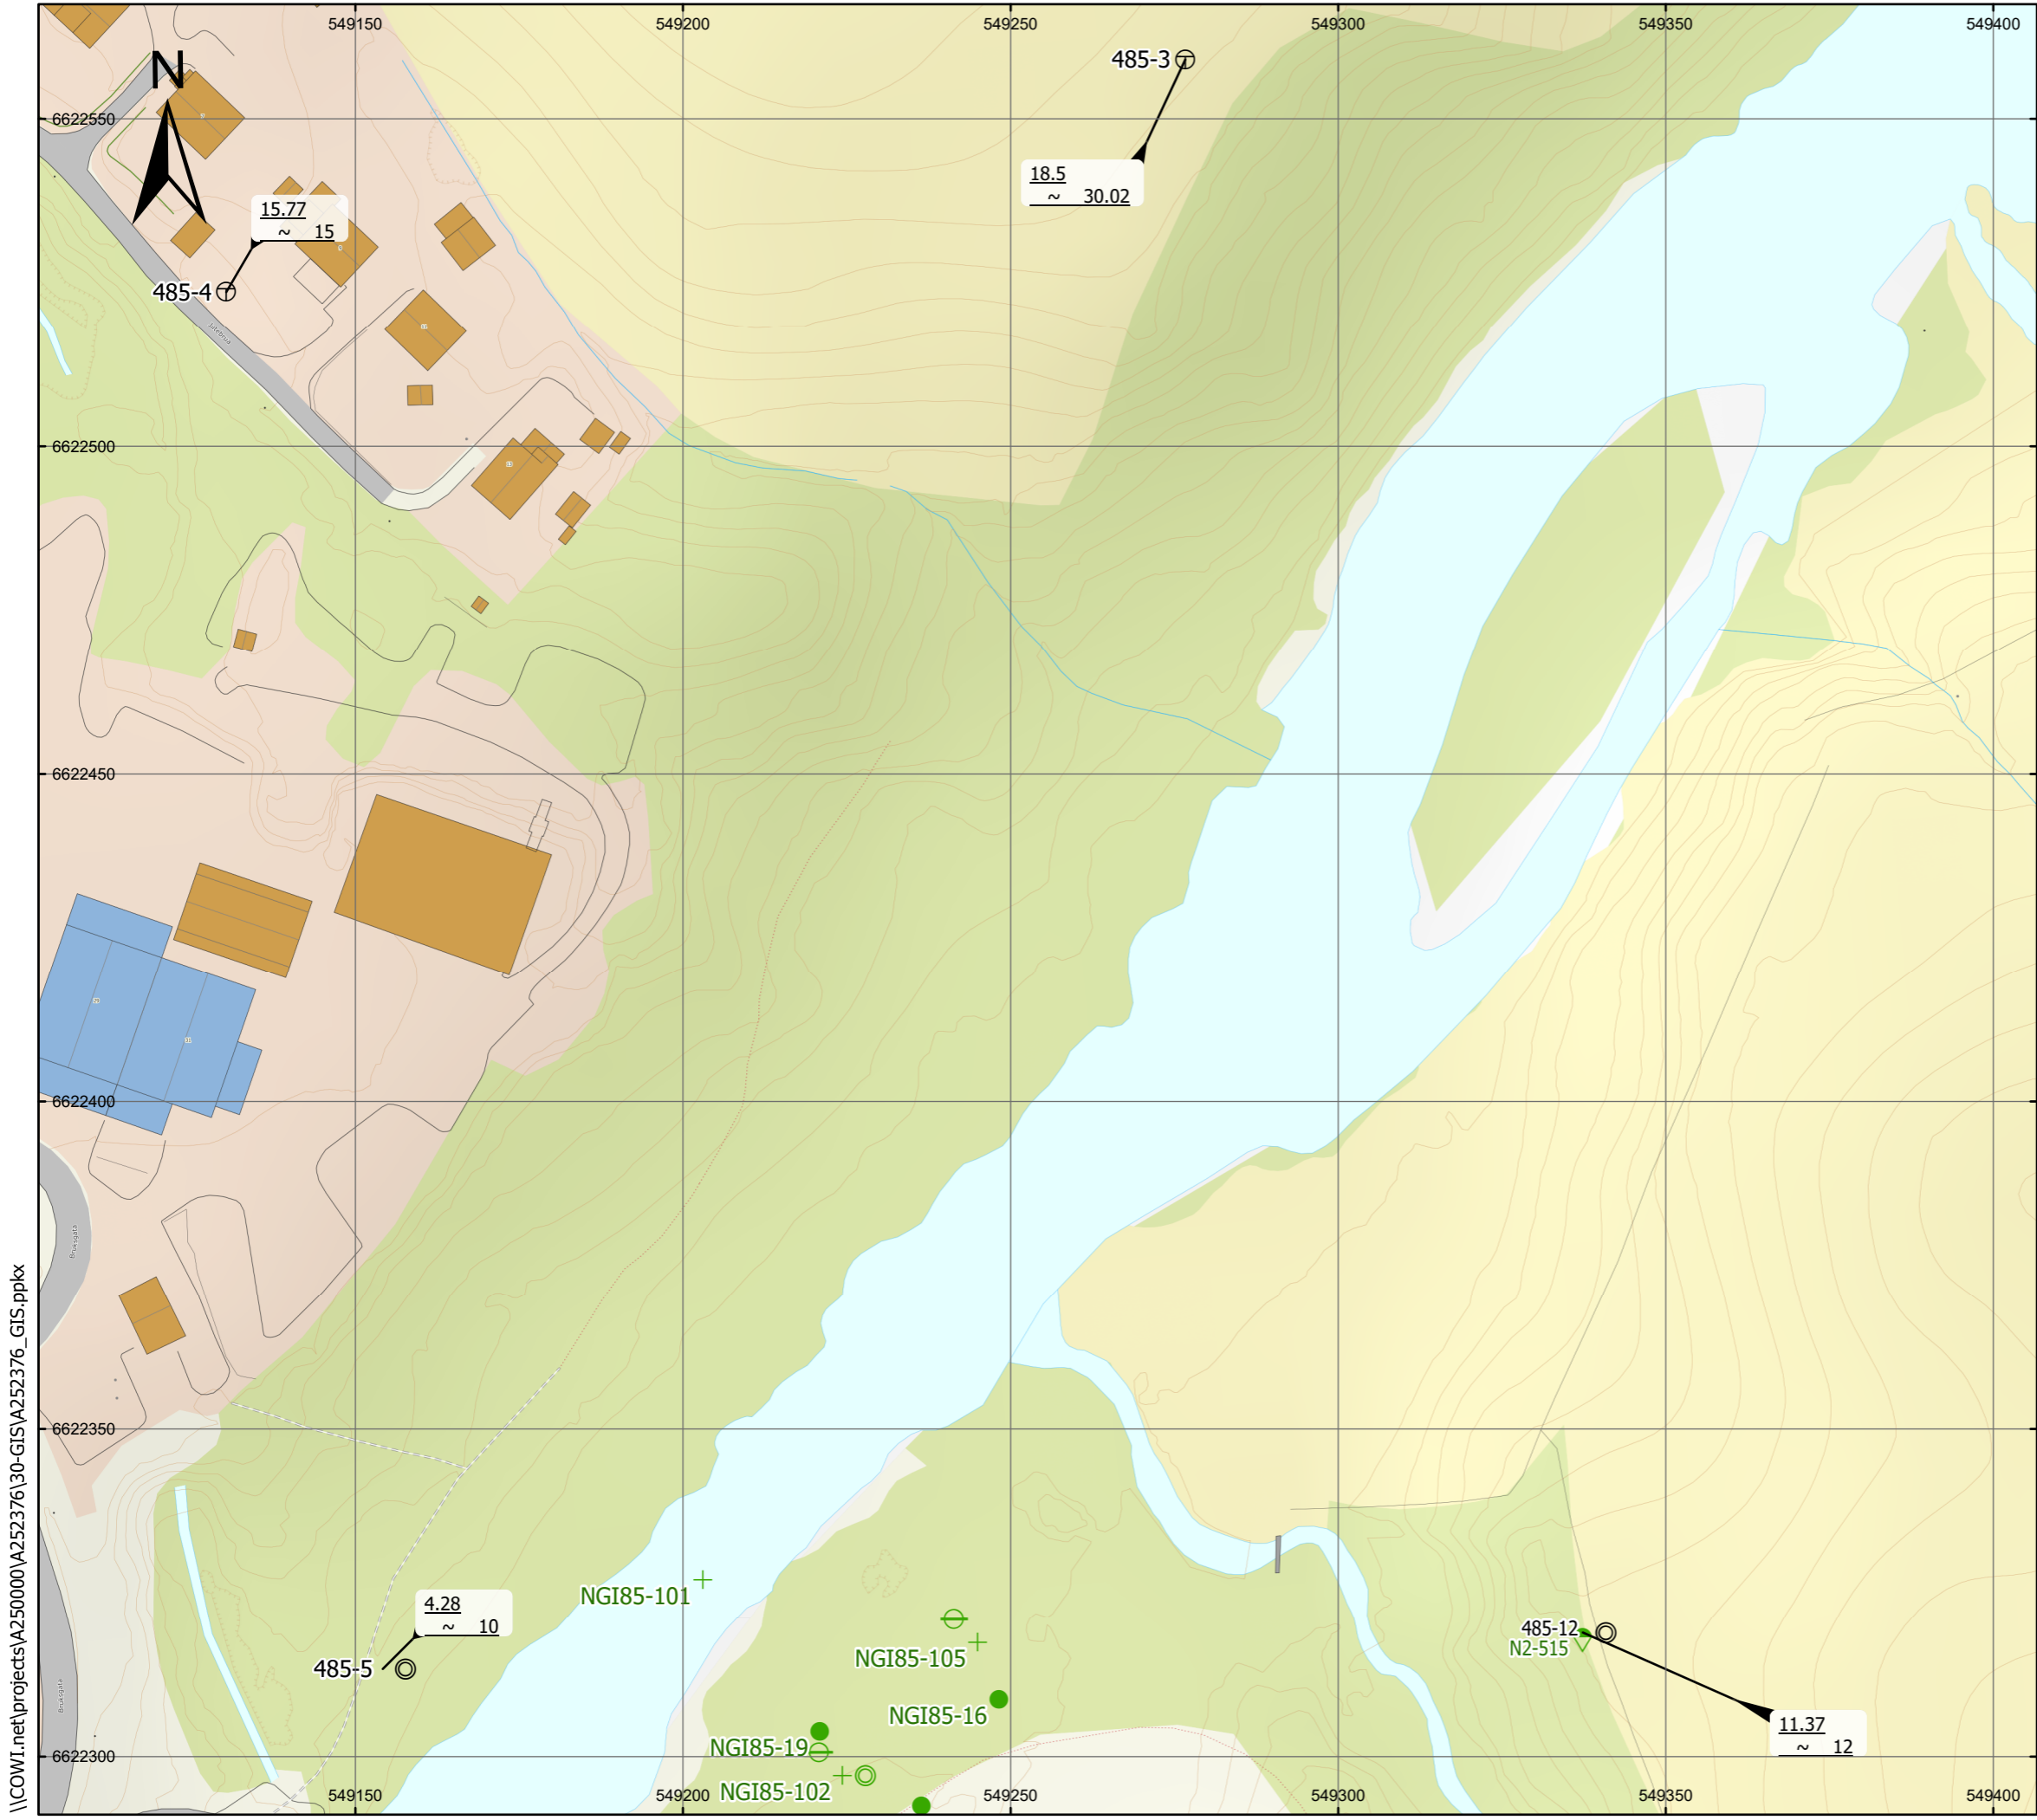 549150 549200 549250 549300 549350 549400
485-3
N
6622550
18.5
~ 30.02
15.77
~ 15
485-4
6622500
6622450
6622400
Bruksgata
6622350
\\COWI.net\projects\A250000\A252376\30-GIS\A252376_GIS.ppkx
NGI85-101
4.28
~ 10
485-5
485-12
N2-515
NGI85-105
Bruksgata
NGI85-16
11.37
~ 12
NGI85-19
6622300
NGI85-102
549150 549200 549250 549300 549350 549400